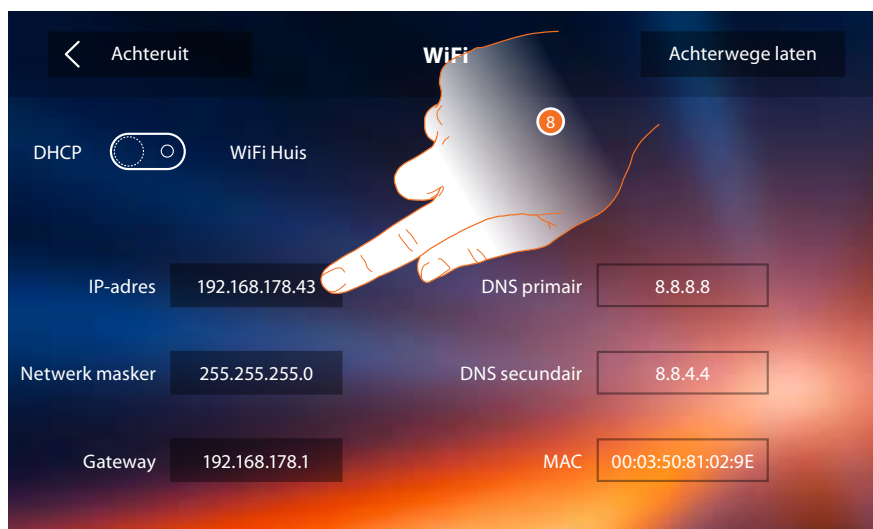 Achteruit
WiFi
Achterwege laten
8
DHCP
WiFi Huis
IP-adres 192.168.178.43
DNS primair 8.8.8.8
Netwerk masker 255.255.255.0
DNS secundair 8.8.4.4
Gateway 192.168.178.1
MAC 00:03:50:81:02:9E